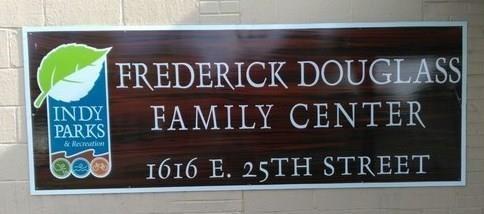 INDY
PARKS
& Recreation
FREDERICK DOUGLASS
FAMILY CENTER
1616 E. 25TH STREET